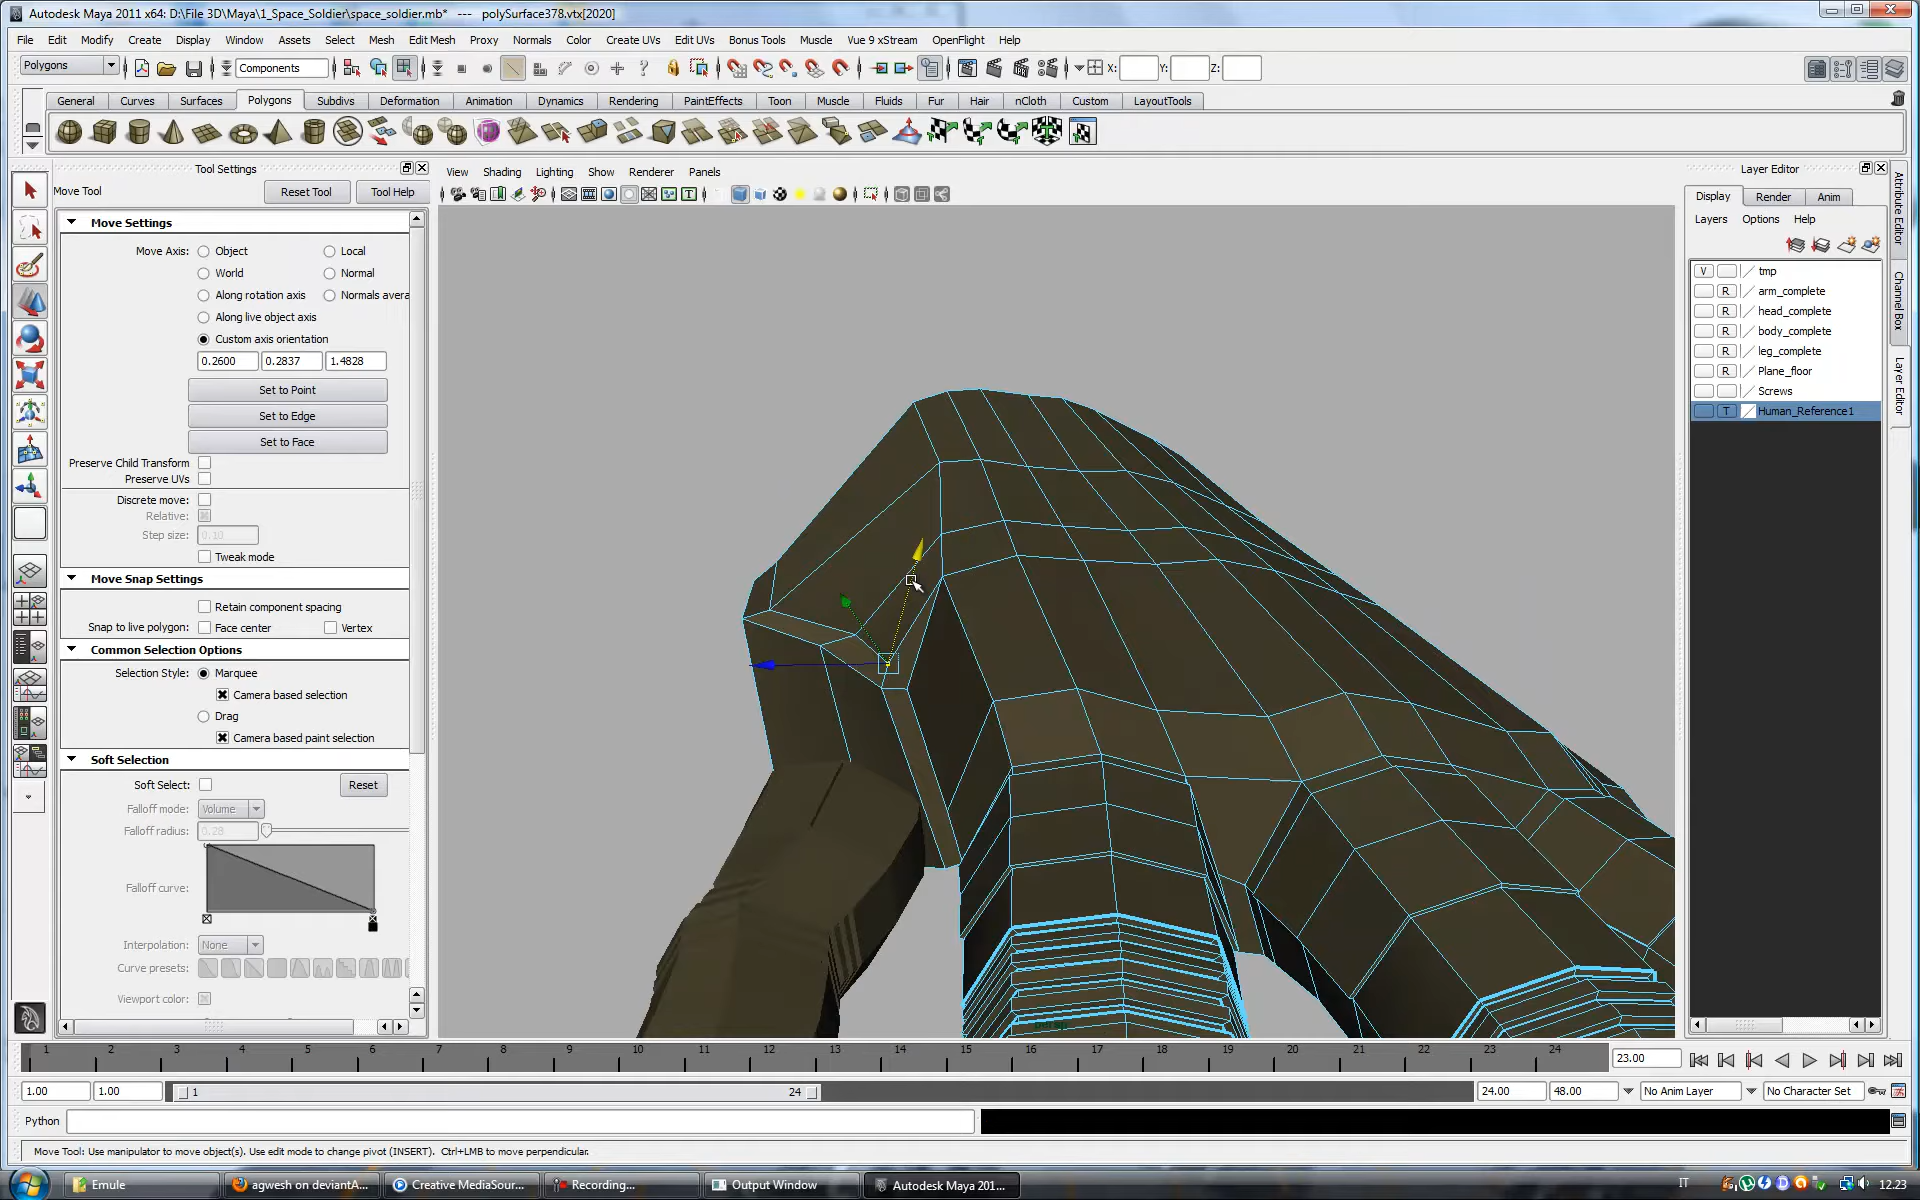 Autodesk Maya 2011 x64: D:\File 3D\Maya\1_Space_Soldier\space_soldier.mb* --- polySurface378.vtx[2020]
File Edit Modify Create Display Window Assets Select Mesh Edit Mesh Proxy Normals Color Create UVs Edit UVs Bonus Tools Muscle Vue 9 xStream OpenFlight Help
Polygons Components X: Y: Z:
General Curves Surfaces Polygons Subdivs Deformation Animation Dynamics Rendering PaintEffects Toon Muscle Fluids Fur Hair nCloth Custom LayoutTools
Tool Settings
Move Tool Reset Tool Tool Help
Move Settings
Move Axis: Object Local
World Normal
Along rotation axis Normals avera
Along live object axis
Custom axis orientation
0.2600 0.2837 1.4828
Set to Point
Set to Edge
Set to Face
Preserve Child Transform
Preserve UVs
Discrete move:
Relative:
Step size: 0.10
Tweak mode
Move Snap Settings
Retain component spacing
Snap to live polygon: Face center Vertex
Common Selection Options
Selection Style: Marquee
Camera based selection
Drag
Camera based paint selection
Soft Selection
Soft Select: Reset
Falloff mode: Volume
Falloff radius: 0.28
Falloff curve:
Interpolation: None
Curve presets:
Viewport color:
View Shading Lighting Show Renderer Panels
persp
Layer Editor
Display Render Anim
Layers Options Help
V tmp
R arm_complete
R head_complete
R body_complete
R leg_complete
R Plane_floor
Screws
T Human_Reference1
Attribute Editor
Channel Box
Layer Editor
1 2 3 4 5 6 7 8 9 10 11 12 13 14 15 16 17 18 19 20 21 22 23 24 23.00
1.00 1.00 1 24 24.00 48.00 No Anim Layer No Character Set
Python
Move Tool: Use manipulator to move object(s). Use edit mode to change pivot (INSERT). Ctrl+LMB to move perpendicular.
Emule agwesh on deviantA... Creative MediaSour... Recording... Output Window Autodesk Maya 201... IT 12.23